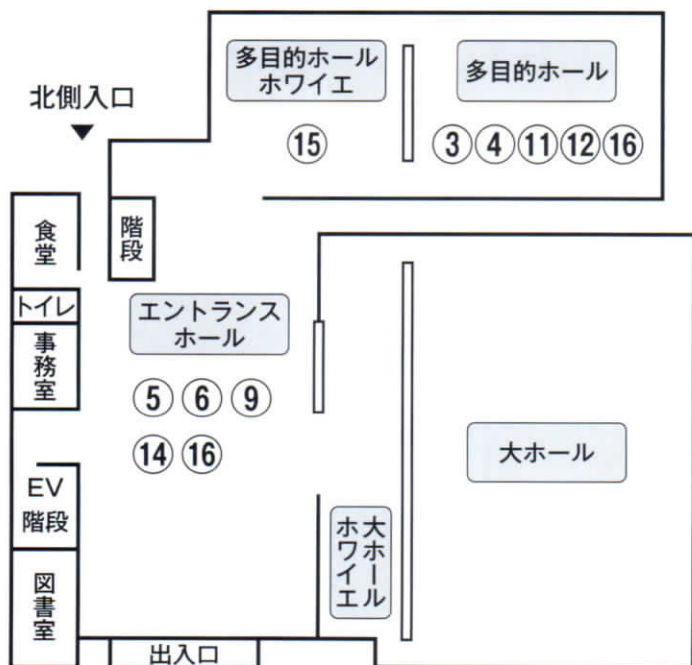 多目的ホール
ホワイエ
多目的ホール
北側入口
▼
⑮
③④⑪⑫⑯
食堂
階段
トイレ
エントランス
ホール
事務室
⑤⑥⑨
⑭⑯
大ホール
EV
階段
大ホール
ホワイエ
図書室
出入口